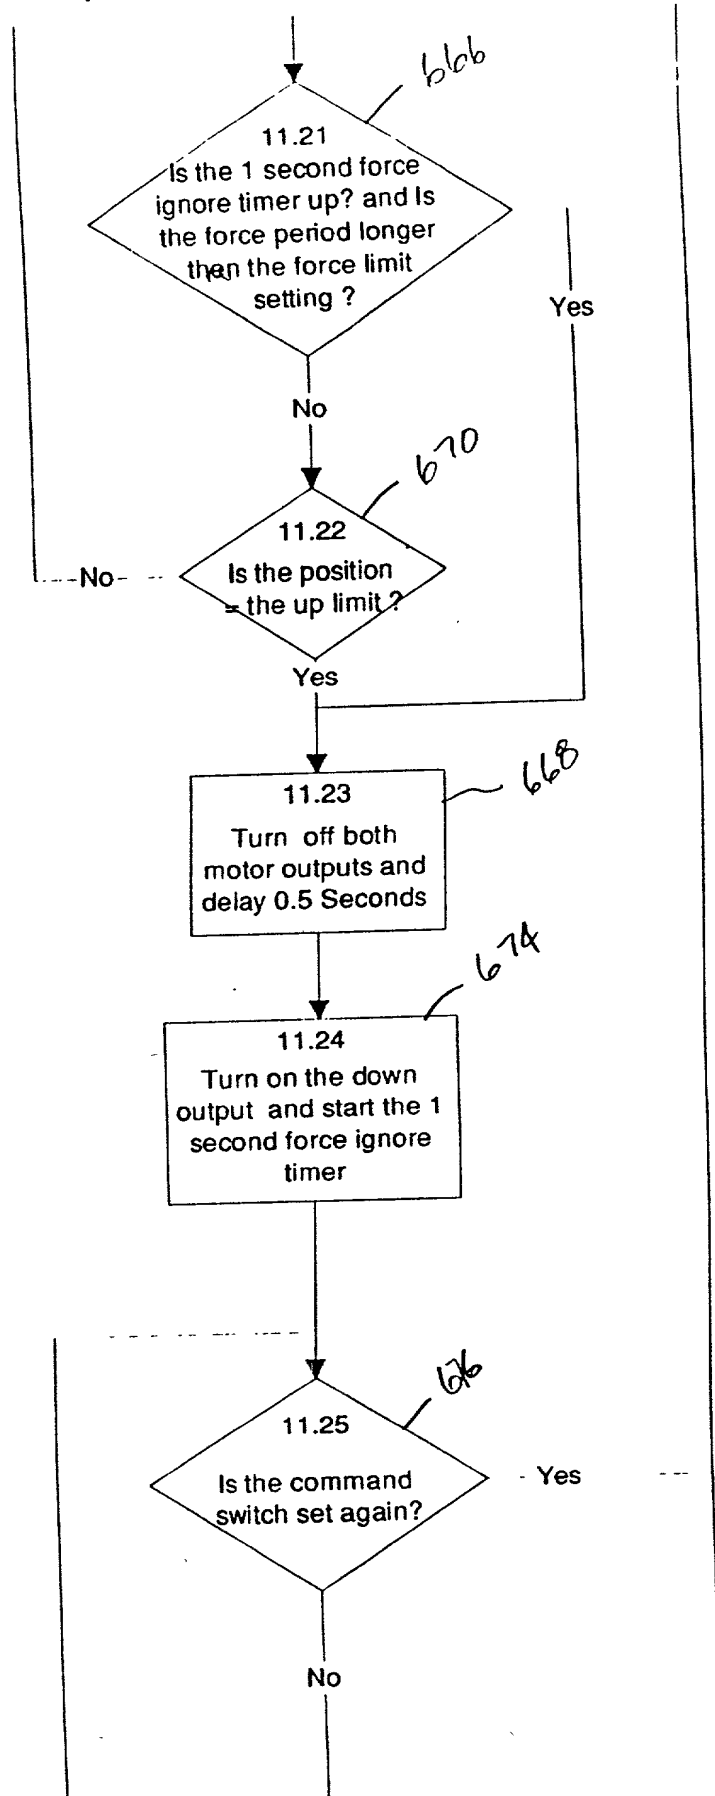 666
11.21
Is the 1 second force
ignore timer up? and Is
the force period longer
then the force limit
setting ?
Yes
No
670
11.22
Is the position
= the up limit ?
No
Yes
668
11.23
Turn off both
motor outputs and
delay 0.5 Seconds
674
11.24
Turn on the down
output and start the 1
second force ignore
timer
676
11.25
Is the command
switch set again?
Yes
No